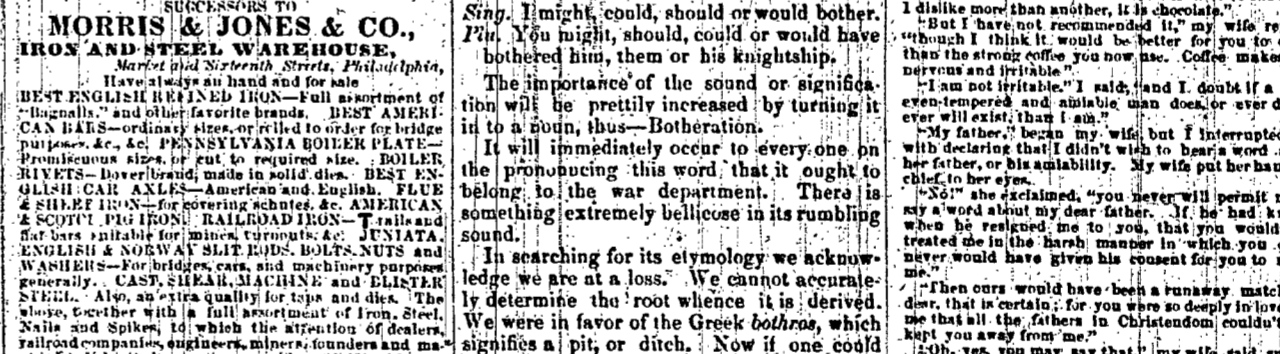 SUCCESSORS TO
MORRIS & JONES & CO.,
IRON AND STEEL WAREHOUSE,
Market and Sixteenth Streets, Philadelphia,
Have always on hand and for sale
BEST ENGLISH REFINED IRON—Full assortment of
"Bagnalls." and other favorite brands. BEST AMERI-
CAN BARS—ordinary sizes, or rolled to order for bridge
purposes, &c., &c. PENNSYLVANIA BOILER PLATE—
Promiscuous sizes, or cut to required size. BOILER
RIVETS—Dover brand, made in solid dies. BEST EN-
GLISH CAR AXLES—American and English. FLUE
& SHEET IRON—for covering schutes, &c. AMERICAN
& SCOTCH PIG IRON. RAILROAD IRON—T rails and
flat bars suitable for mines, turnouts, &c. JUNIATA,
ENGLISH & NORWAY SLIT RODS. BOLTS, NUTS and
WASHERS—For bridges, cars, and machinery purposes
generally. CAST, SHEAR, MACHINE and BLISTER
STEEL. Also, an extra quality for taps and dies. The
above, together with a full assortment of Iron, Steel,
Nails and Spikes, to which the attention of dealers,
railroad companies, engineers, miners, founders and ma-
Sing. I might, could, should or would bother.
Plu. You might, should, could or would have
bothered him, them or his knightship.
The importance of the sound or significa-
tion will be prettily increased by turning it
in to a noun, thus—Botheration.
It will immediately occur to every one on
the pronouncing this word that it ought to
belong to the war department. There is
something extremely bellicose in its rumbling
sound.
In searching for its etymology we acknow-
ledge we are at a loss. We cannot accurate-
ly determine the root whence it is derived.
We were in favor of the Greek bothros, which
signifies a pit, or ditch. Now if one could
I dislike more than another, it is chocolate."
"But I have not recommended it," my wife re
"though I think it would be better for you to
than the strong coffee you now use. Coffee make
nervous and irritable."
"I am not irritable." I said, "and I doubt if a
even-tempered and amiable man does, or ever d
ever will exist, than I am."
"My father," began my wife, but I interrupte
with declaring that I didn't wish to hear a word
her father, or his amiability. My wife put her han
chief to her eyes.
"No!" she exclaimed, "you never will permit
say a word about my dear father. If he had k
when he resigned me to you, that you would
treated me in the harsh manner in which you
never would have given his consent for you to
me."
"Then ours would have been a runaway matc
dear, that is certain; for you were so deeply in lov
me that all the fathers in Christendom couldn'
kept you away from me."
"Oh, yes, you may say that," my wife said